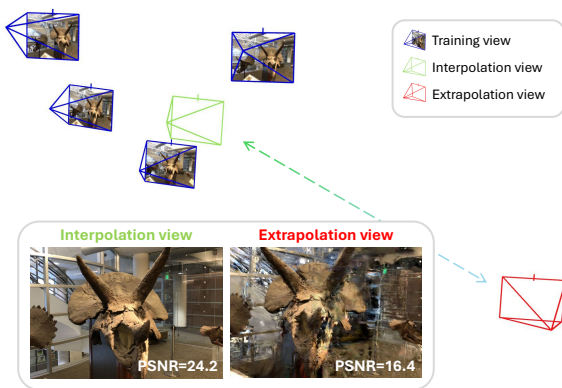 Training view
Interpolation view
Extrapolation view
Interpolation view
Extrapolation view
PSNR=24.2
PSNR=16.4